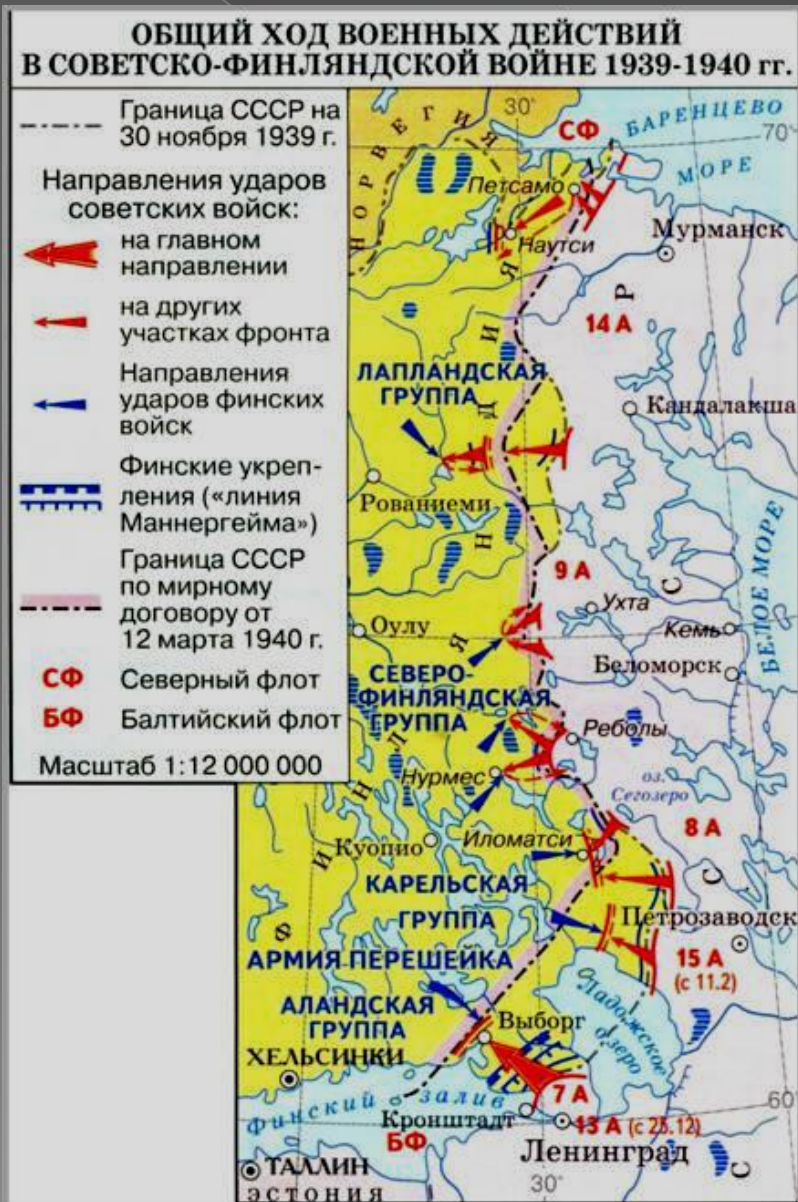 ОБЩИЙ ХОД ВОЕННЫХ ДЕЙСТВИЙ
В СОВЕТСКО-ФИНЛЯНДСКОЙ ВОЙНЕ 1939-1940 гг.
Граница СССР на
30 ноября 1939 г.
Направления ударов
советских войск:
на главном
направлении
на других
участках фронта
Направления
ударов финских
войск
Финские укреп-
ления («линия
Маннергейма»)
Граница СССР
по мирному
договору от
12 марта 1940 г.
СФ Северный флот
БФ Балтийский флот
Масштаб 1:12 000 000
30°
СФ
БАРЕНЦЕВО
70°
МОРЕ
НОРВЕГИЯ
Петсамо
Наутси
Мурманск
14 А
ЛАПЛАНДСКАЯ
ГРУППА
Кандалакша
Рованиеми
9 А
БЕЛОЕ МОРЕ
Ухта
Оулу
Кемь
Беломорск
СЕВЕРО-
ФИНЛЯНДСКАЯ
ГРУППА
Реболы
Нурмес
оз.
Сегозеро
8 А
Куопио
Иломатси
КАРЕЛЬСКАЯ
ГРУППА
Петрозаводск
АРМИЯ ПЕРЕШЕЙКА
15 А
(с 11.2)
АЛАНДСКАЯ
ГРУППА
Ладожское
озеро
Выборг
ХЕЛЬСИНКИ
7 А
60°
Финский залив
Кронштадт
13 А (с 25.12)
БФ
Ленинград
ТАЛЛИН
ЭСТОНИЯ
30°
ФИНЛЯНДИЯ
СССР